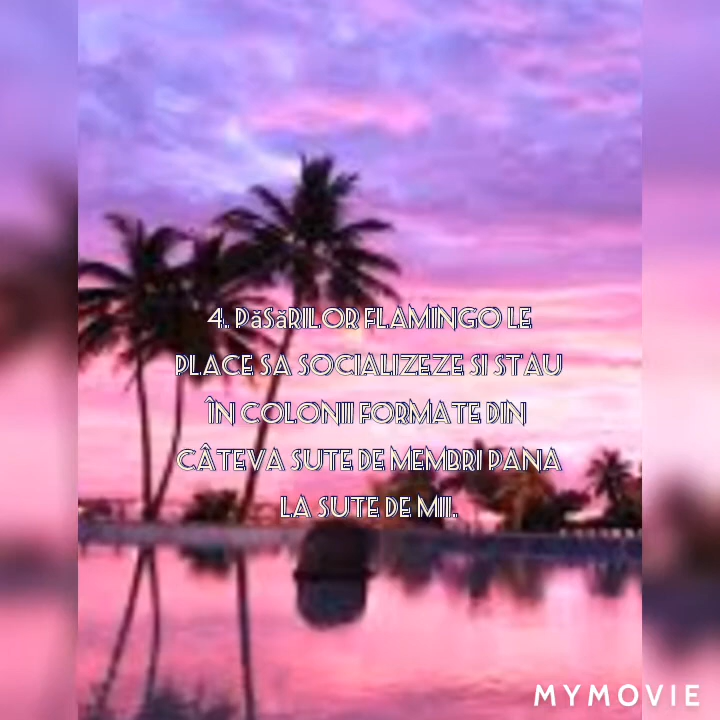 4. PăSăRILOR FLAMINGO LE
PLACE SA SOCIALIZEZE SI STAU
ÎN COLONII FORMATE DIN
CÂTEVA SUTE DE MEMBRI PANA
LA SUTE DE MII.
MYMOVIE